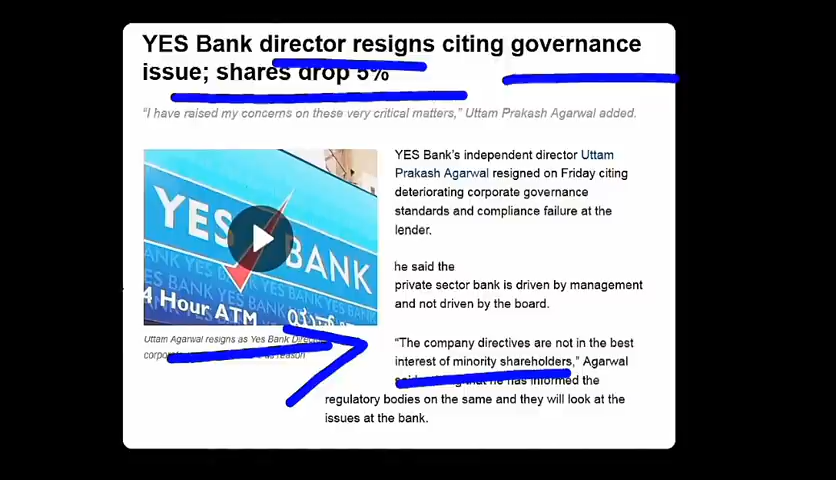 YES Bank director resigns citing governance
issue; shares drop 5%
“I have raised my concerns on these very critical matters,” Uttam Prakash Agarwal added.
YES BANK
ANK YES BANK YES BANK YES BANK
4 Hour ATM
YES Bank’s independent director Uttam
Prakash Agarwal resigned on Friday citing
deteriorating corporate governance
standards and compliance failure at the
lender.
he said the
private sector bank is driven by management
and not driven by the board.
“The company directives are not in the best
interest of minority shareholders,” Agarwal
that he has informed the
regulatory bodies on the same and they will look at the
issues at the bank.
Uttam Agarwal resigns as Yes Bank
as reason